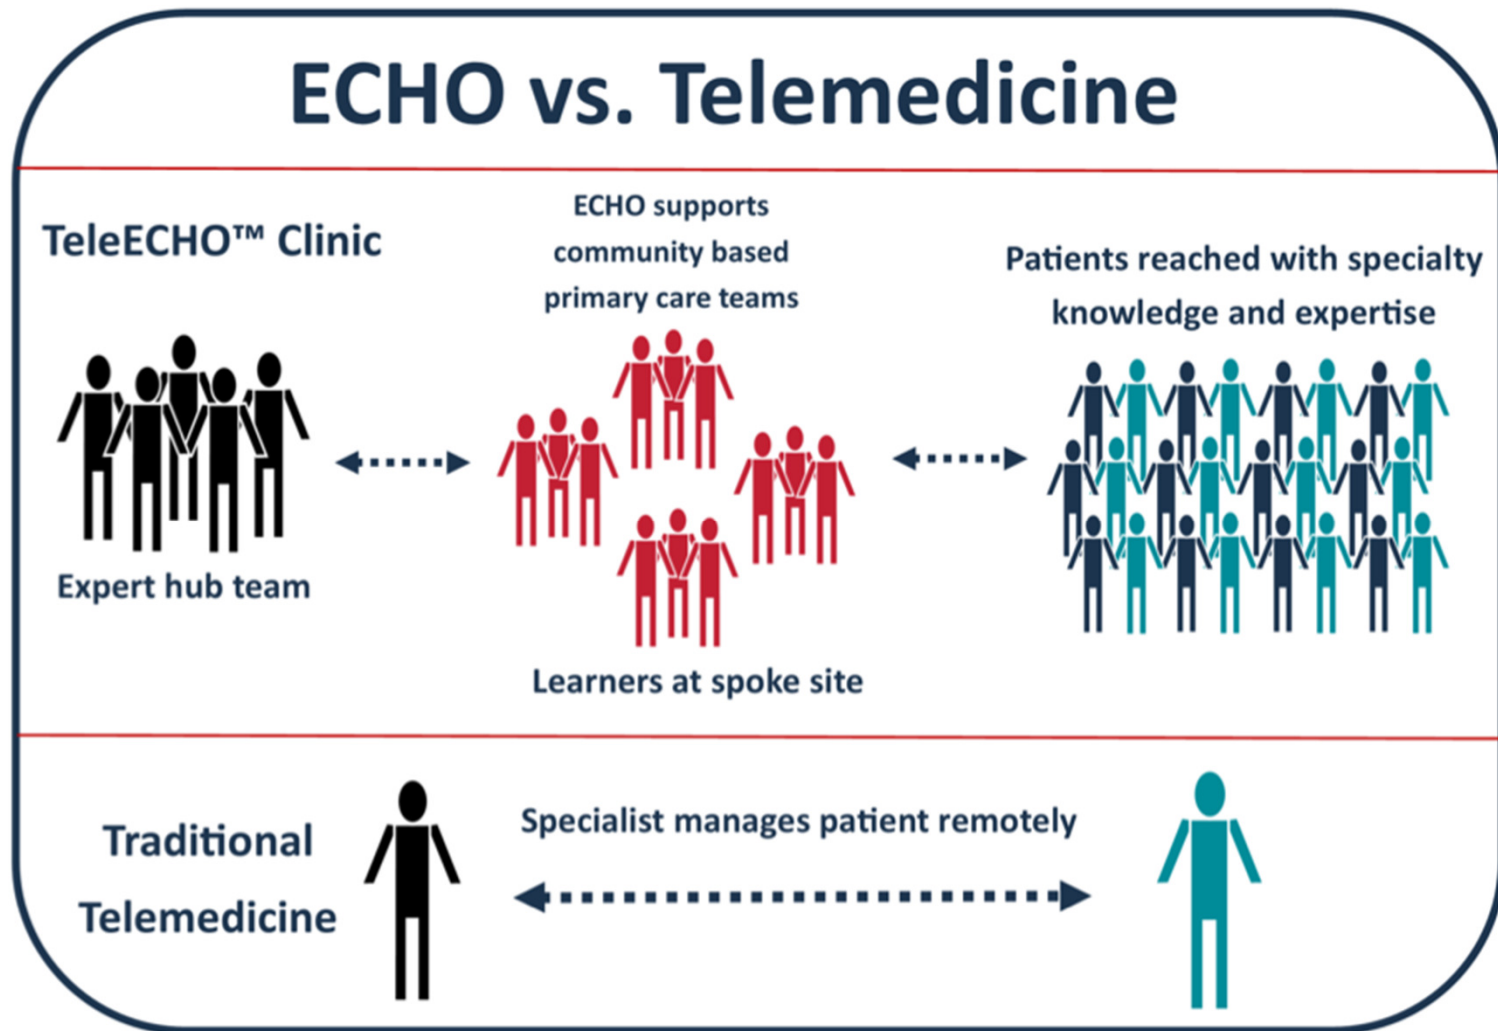 ECHO vs. Telemedicine
TeleECHO™ Clinic
Expert hub team
ECHO supports
community based
primary care teams
Learners at spoke site
Patients reached with specialty
knowledge and expertise
Traditional
Telemedicine
Specialist manages patient remotely